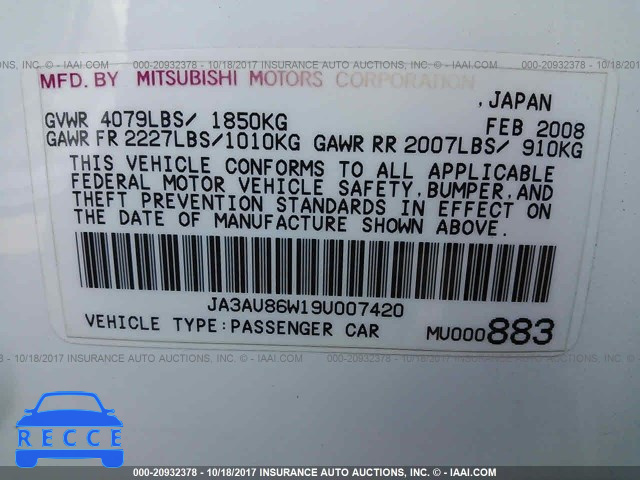 000-20932378 - 10/18/2017 INSURANCE AUTO AUCTIONS, INC. - IAAI.COM
MFD. BY MITSUBISHI MOTORS CORPORATION
,JAPAN
GVWR 4079LBS/ 1850KG
FEB 2008
GAWR FR 2227LBS/1010KG GAWR RR 2007LBS/ 910KG
THIS VEHICLE CONFORMS TO ALL APPLICABLE
FEDERAL MOTOR VEHICLE SAFETY, BUMPER, AND
THEFT PREVENTION STANDARDS IN EFFECT ON
THE DATE OF MANUFACTURE SHOWN ABOVE.
JA3AU86W19U007420
VEHICLE TYPE: PASSENGER CAR
MU000883
000-20932378 - 10/18/2017 INSURANCE AUTO AUCTIONS, INC. - IAAI.COM
RECCE
000-20932378 - 10/18/2017 INSURANCE AUTO AUCTIONS, INC. - IAAI.COM